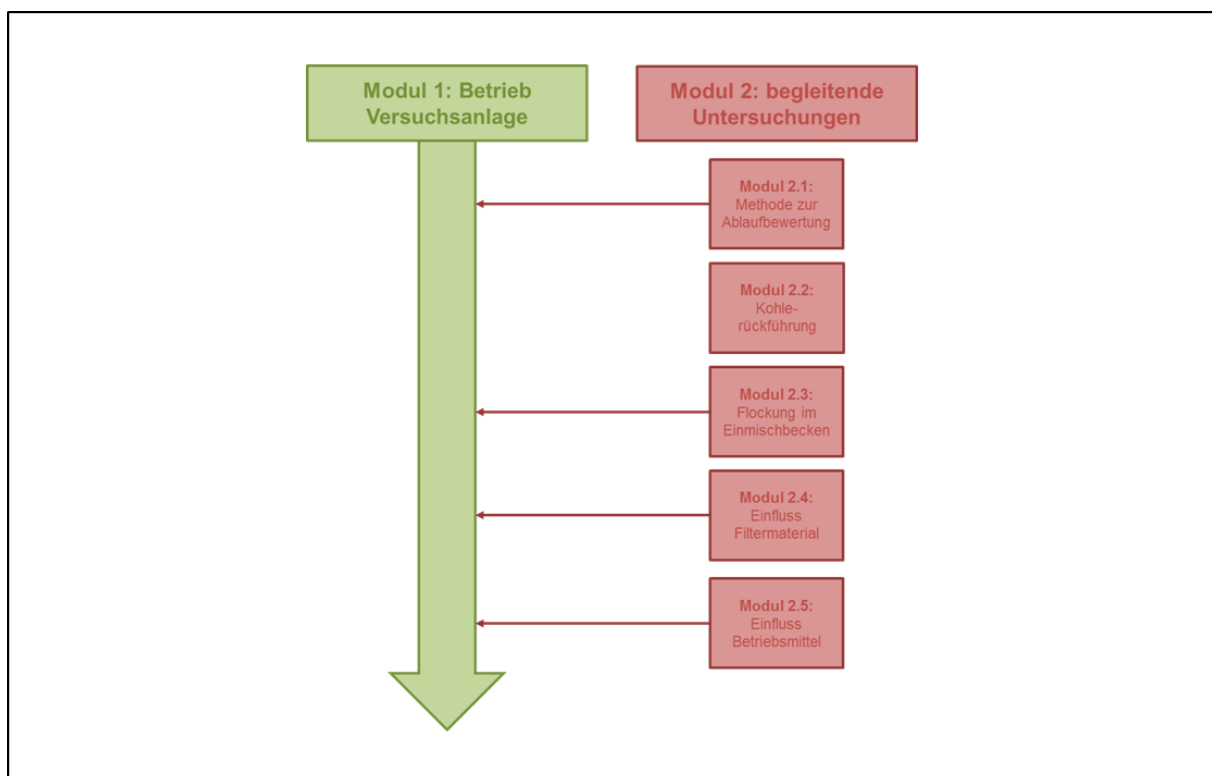 Modul 1: Betrieb
Versuchsanlage
Modul 2: begleitende
Untersuchungen
Modul 2.1:
Methode zur
Ablaufbewertung
Modul 2.2:
Kohle-
rückführung
Modul 2.3:
Flockung im
Einmischbecken
Modul 2.4:
Einfluss
Filtermaterial
Modul 2.5:
Einfluss
Betriebsmittel